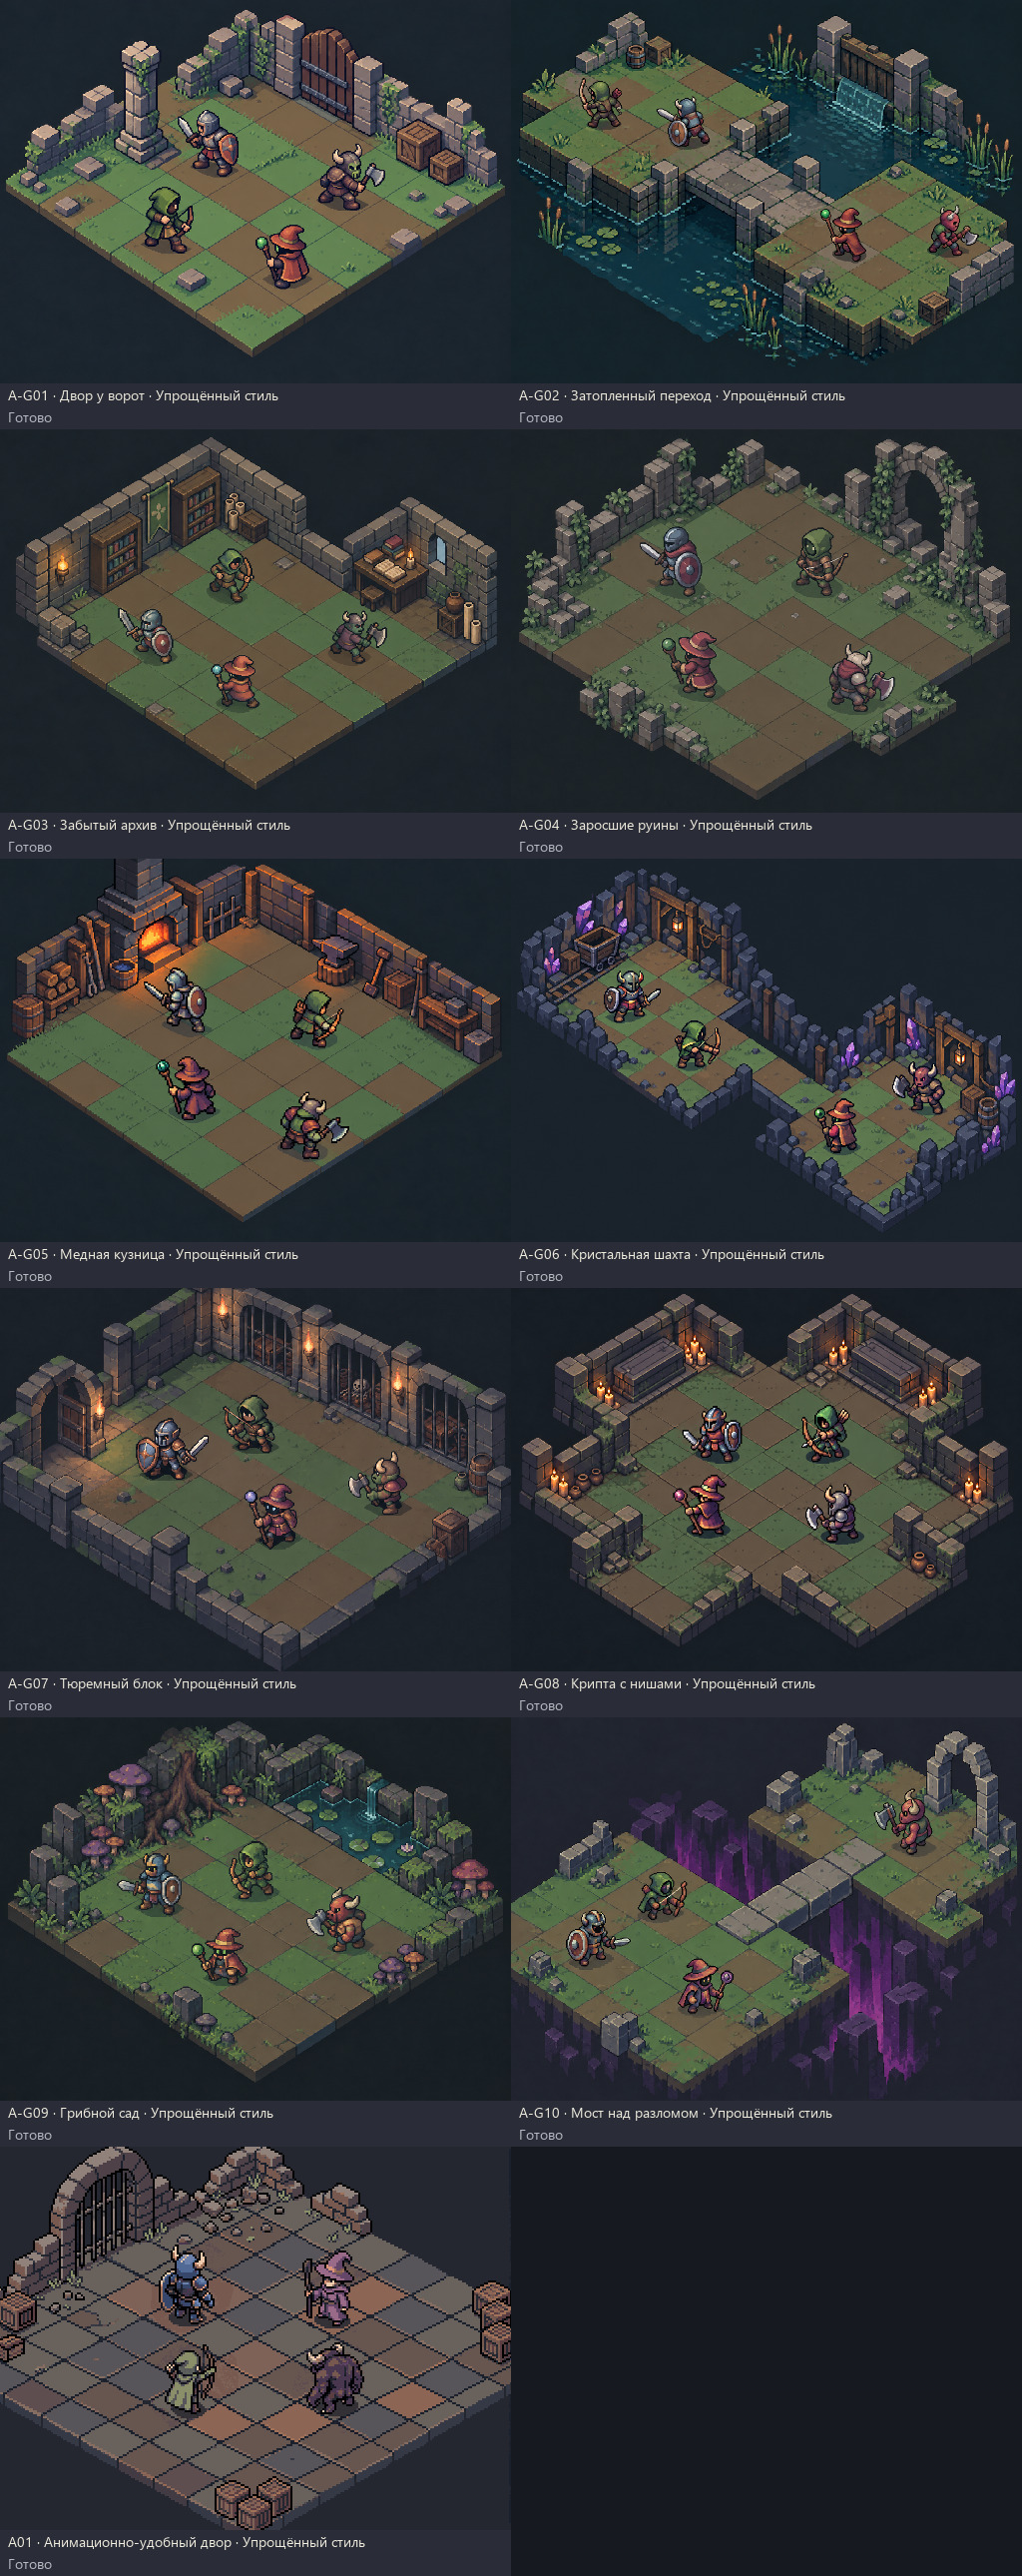 A-G01 · Двор у ворот · Упрощённый стиль
Готово
A-G02 · Затопленный переход · Упрощённый стиль
Готово
A-G03 · Забытый архив · Упрощённый стиль
Готово
A-G04 · Заросшие руины · Упрощённый стиль
Готово
A-G05 · Медная кузница · Упрощённый стиль
Готово
A-G06 · Кристальная шахта · Упрощённый стиль
Готово
A-G07 · Тюремный блок · Упрощённый стиль
Готово
A-G08 · Крипта с нишами · Упрощённый стиль
Готово
A-G09 · Грибной сад · Упрощённый стиль
Готово
A-G10 · Мост над разломом · Упрощённый стиль
Готово
A01 · Анимационно-удобный двор · Упрощённый стиль
Готово